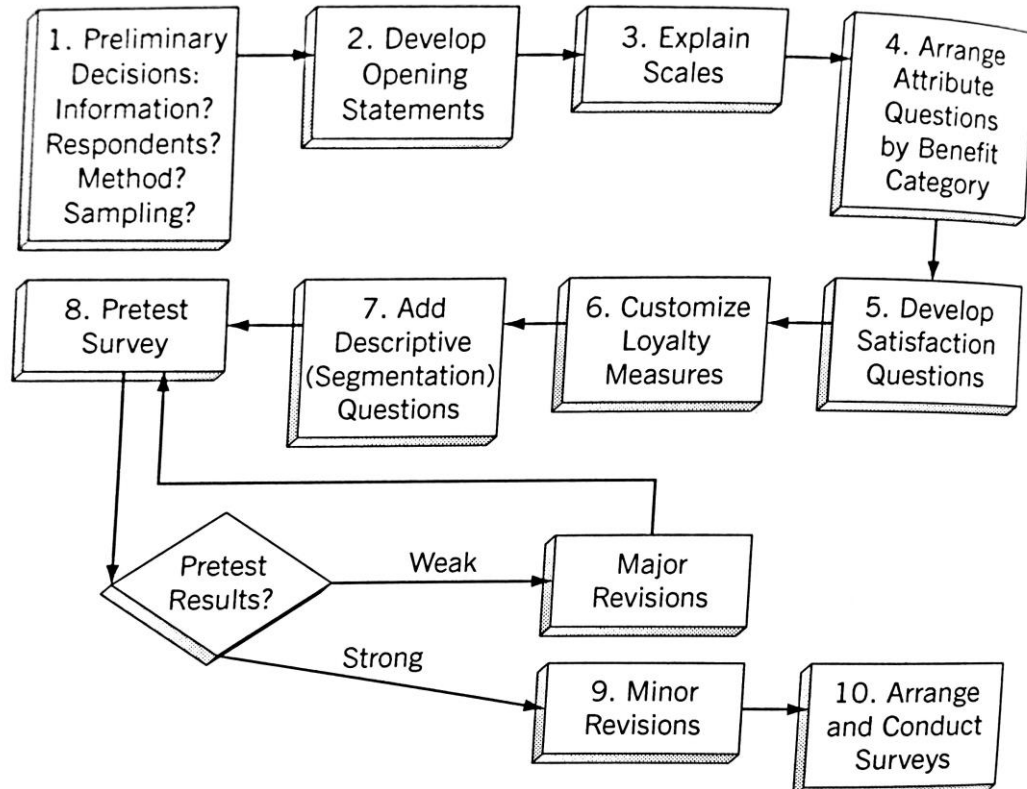 1. Preliminary
Decisions:
Information?
Respondents?
Method?
Sampling?
2. Develop
Opening
Statements
3. Explain
Scales
4. Arrange
Attribute
Questions
by Benefit
Category
5. Develop
Satisfaction
Questions
6. Customize
Loyalty
Measures
7. Add
Descriptive
(Segmentation)
Questions
8. Pretest
Survey
Pretest
Results?
Weak
Major
Revisions
Strong
9. Minor
Revisions
10. Arrange
and Conduct
Surveys